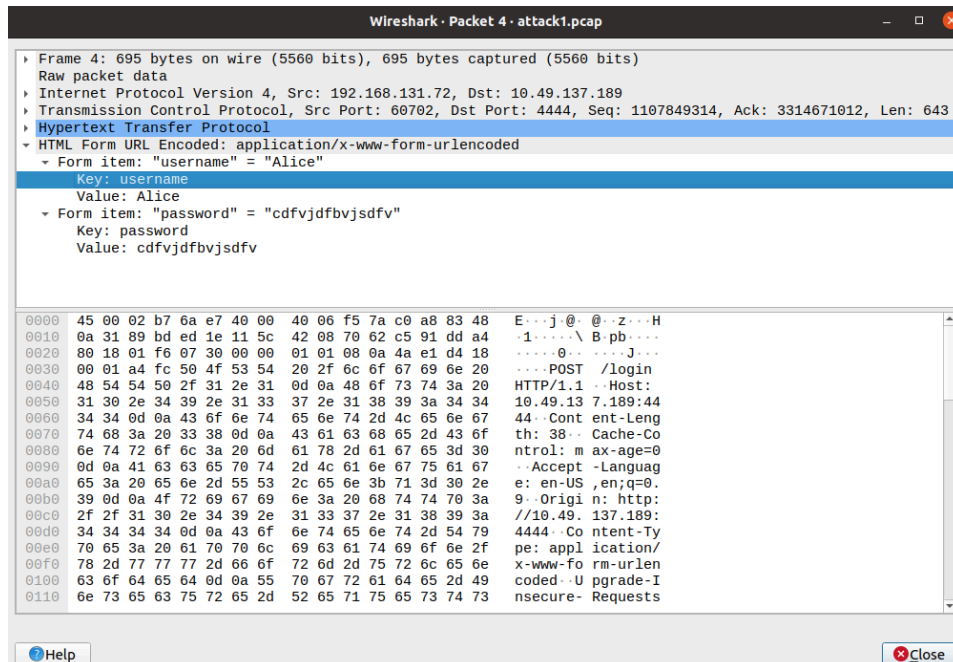 Wireshark · Packet 4 · attack1.pcap
Frame 4: 695 bytes on wire (5560 bits), 695 bytes captured (5560 bits)
Raw packet data
Internet Protocol Version 4, Src: 192.168.131.72, Dst: 10.49.137.189
Transmission Control Protocol, Src Port: 60702, Dst Port: 4444, Seq: 1107849314, Ack: 3314671012, Len: 643
Hypertext Transfer Protocol
HTML Form URL Encoded: application/x-www-form-urlencoded
Form item: "username" = "Alice"
Key: username
Value: Alice
Form item: "password" = "cdfvjdfbvjsdfv"
Key: password
Value: cdfvjdfbvjsdfv
0000 45 00 02 b7 6a e7 40 00 40 06 f5 7a c0 a8 83 48 E···j·@· @··z···H
0010 0a 31 89 bd ed 1e 11 5c 42 08 70 62 c5 91 dd a4 ·1·····\ B·pb····
0020 80 18 01 f6 07 30 00 00 01 01 08 0a 4a e1 d4 18 ·····0·· ····J···
0030 00 01 a4 fc 50 4f 53 54 20 2f 6c 6f 67 69 6e 20 ····POST /login
0040 48 54 54 50 2f 31 2e 31 0d 0a 48 6f 73 74 3a 20 HTTP/1.1 ··Host:
0050 31 30 2e 34 39 2e 31 33 37 2e 31 38 39 3a 34 34 10.49.13 7.189:44
0060 34 34 0d 0a 43 6f 6e 74 65 6e 74 2d 4c 65 6e 67 44··Cont ent-Leng
0070 74 68 3a 20 33 38 0d 0a 43 61 63 68 65 2d 43 6f th: 38·· Cache-Co
0080 6e 74 72 6f 6c 3a 20 6d 61 78 2d 61 67 65 3d 30 ntrol: m ax-age=0
0090 0d 0a 41 63 63 65 70 74 2d 4c 61 6e 67 75 61 67 ··Accept -Languag
00a0 65 3a 20 65 6e 2d 55 53 2c 65 6e 3b 71 3d 30 2e e: en-US ,en;q=0.
00b0 39 0d 0a 4f 72 69 67 69 6e 3a 20 68 74 74 70 3a 9··Origi n: http:
00c0 2f 2f 31 30 2e 34 39 2e 31 33 37 2e 31 38 39 3a //10.49. 137.189:
00d0 34 34 34 34 0d 0a 43 6f 6e 74 65 6e 74 2d 54 79 4444··Co ntent-Ty
00e0 70 65 3a 20 61 70 70 6c 69 63 61 74 69 6f 6e 2f pe: appl ication/
00f0 78 2d 77 77 77 2d 66 6f 72 6d 2d 75 72 6c 65 6e x-www-fo rm-urlen
0100 63 6f 64 65 64 0d 0a 55 70 67 72 61 64 65 2d 49 coded··U pgrade-I
0110 6e 73 65 63 75 72 65 2d 52 65 71 75 65 73 74 73 nsecure- Requests
Help
Close